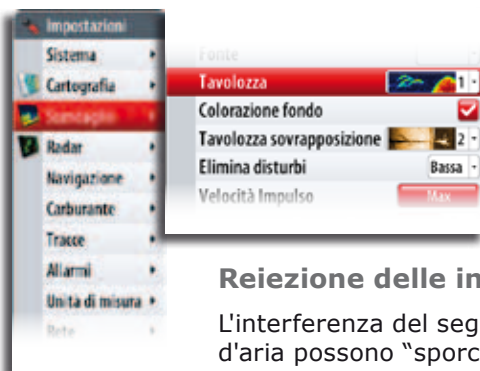 Impostazioni
Sistema
Cartografia
Scandaglio
Radar
Navigazione
Carburante
Tracce
Allarmi
Unità di misura
Rete
Fonte
Tavolozza 1
Colorazione fondo
Tavolozza sovrapposizione 2
Elimina disturbi Bassa
Velocità Impulso Max
Reiezione delle in
L'interferenza del seg
d'aria possono “sporc